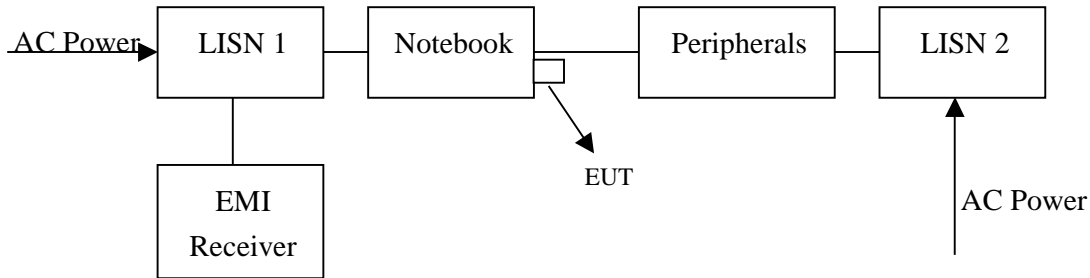 AC Power
LISN 1
Notebook
Peripherals
LISN 2
EUT
EMI
Receiver
AC Power